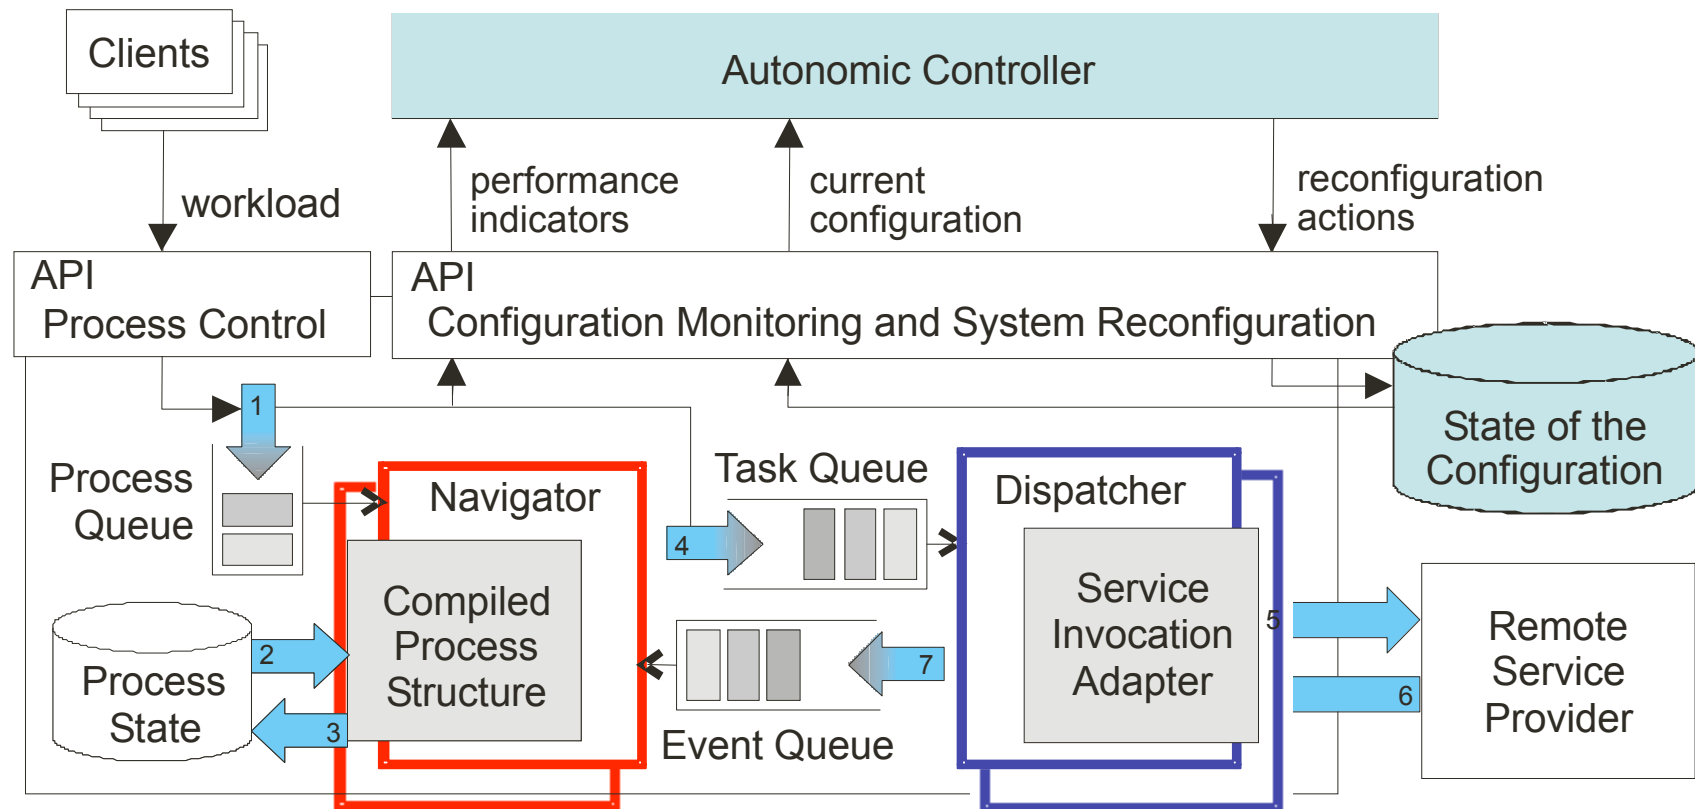 Clients
Autonomic Controller
workload
performance
indicators
current
configuration
reconfiguration
actions
API
Process Control
API
Configuration Monitoring and System Reconfiguration
State of the
Configuration
1
Process
Queue
Navigator
Task Queue
Dispatcher
4
Compiled
Process
Structure
Service
Invocation
Adapter
5
Remote
Service
Provider
2
Process
State
3
7
6
Event Queue